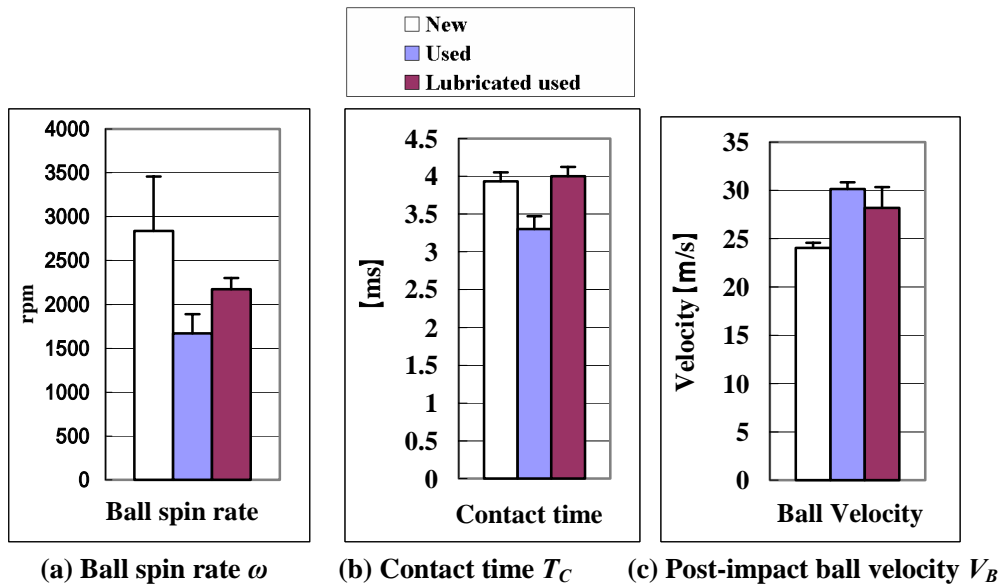 New
Used
Lubricated used
4000
3500
3000
2500
2000
1500
1000
500
0
rpm
Ball spin rate
(a) Ball spin rate ω
4.5
4
3.5
3
2.5
2
1.5
1
0.5
0
【ms】
Contact time
(b) Contact time T_C
35
30
25
20
15
10
5
0
Velocity【m/s】
Ball Velocity
(c) Post-impact ball velocity V_B